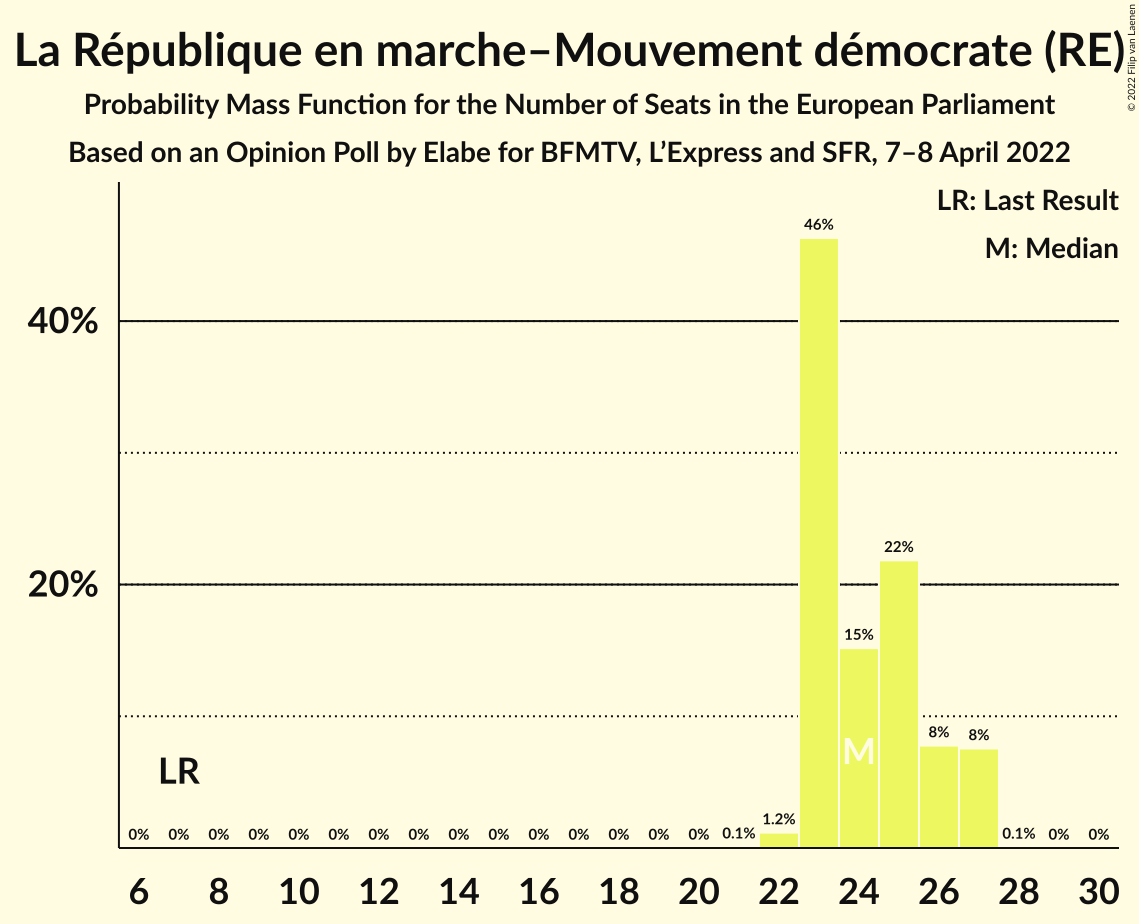 La République en marche–Mouvement démocrate (RE)
© 2022 Filip van Laenen
Probability Mass Function for the Number of Seats in the European Parliament
Based on an Opinion Poll by Elabe for BFMTV, L’Express and SFR, 7–8 April 2022
LR: Last Result
M: Median
46%
40%
22%
20%
15%
8% 8%
M
LR
1.2%
0% 0% 0% 0% 0% 0% 0% 0% 0% 0% 0% 0% 0% 0% 0% 0.1% 0.1% 0% 0%
6 8 10 12 14 16 18 20 22 24 26 28 30